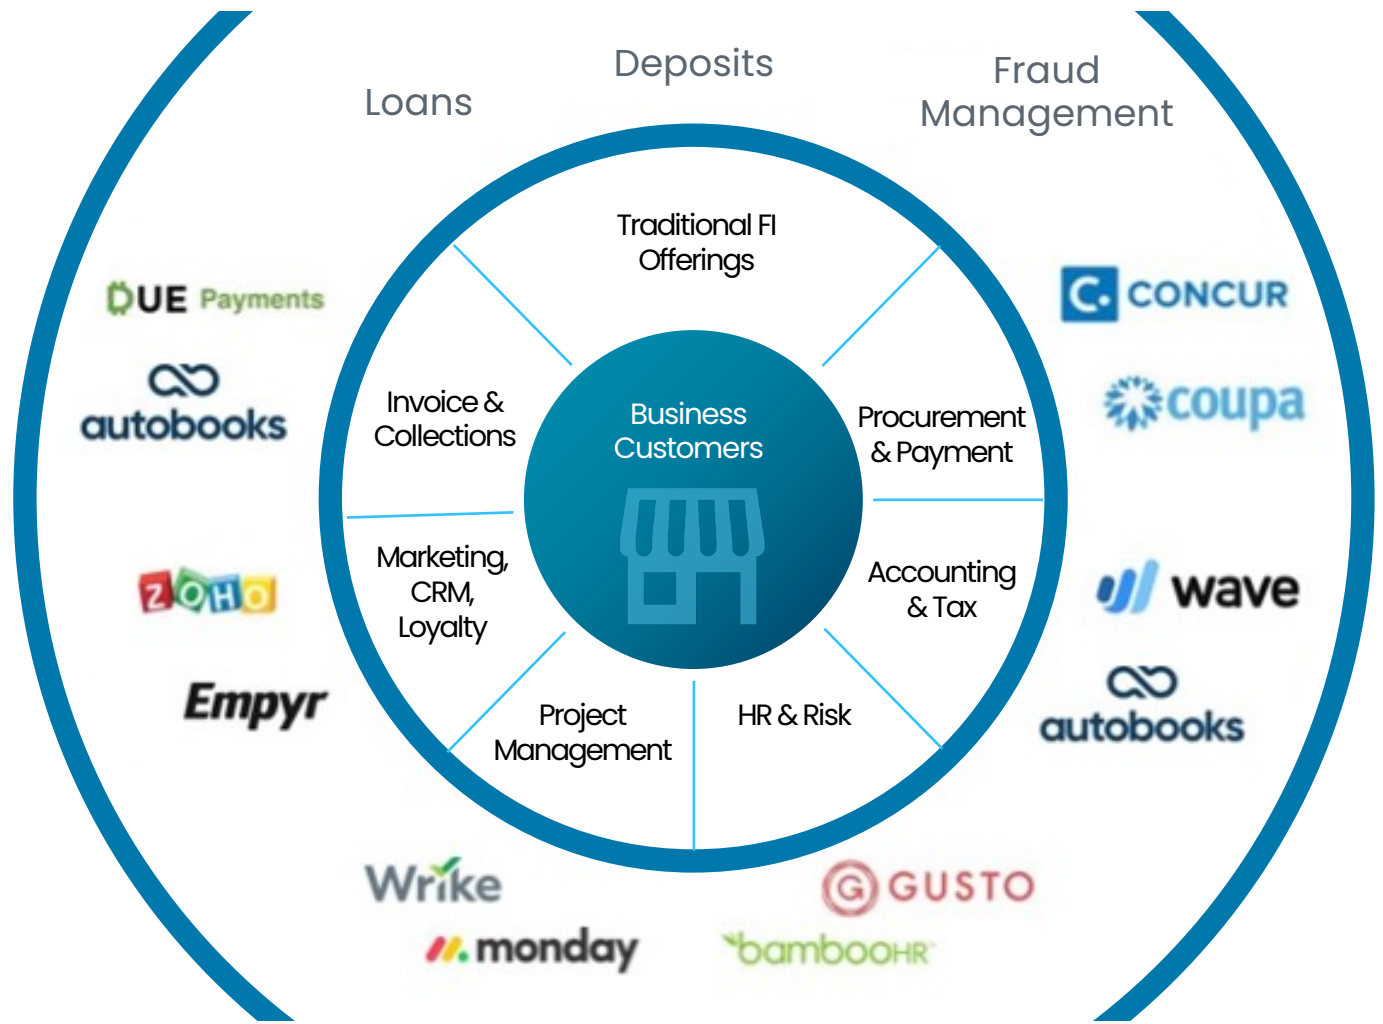 Deposits
Loans
Fraud
Management
Traditional FI
Offerings
DUE Payments
autobooks
CONCUR
coupa
Invoice &
Collections
Business
Customers
Procurement
& Payment
Marketing,
CRM,
Loyalty
Accounting
& Tax
ZOHO
Empyr
wave
autobooks
Project
Management
HR & Risk
Wrike
monday
G GUSTO
bambooHR